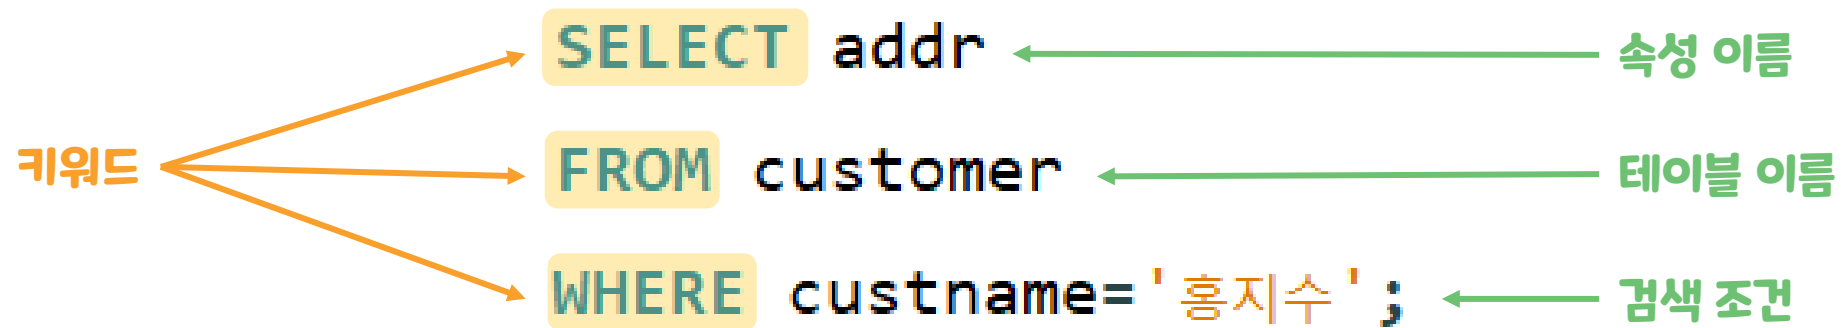 SELECT addr 속성 이름
키워드 FROM customer 테이블 이름
WHERE custname='홍지수'; 검색 조건